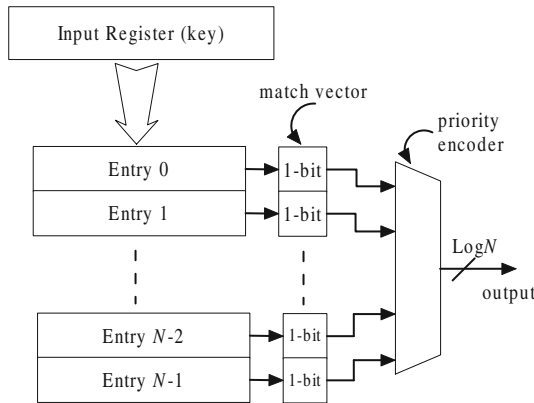 Input Register (key)
match vector
priority
encoder
Entry 0
1-bit
Entry 1
1-bit
LogN
output
Entry N-2
1-bit
Entry N-1
1-bit